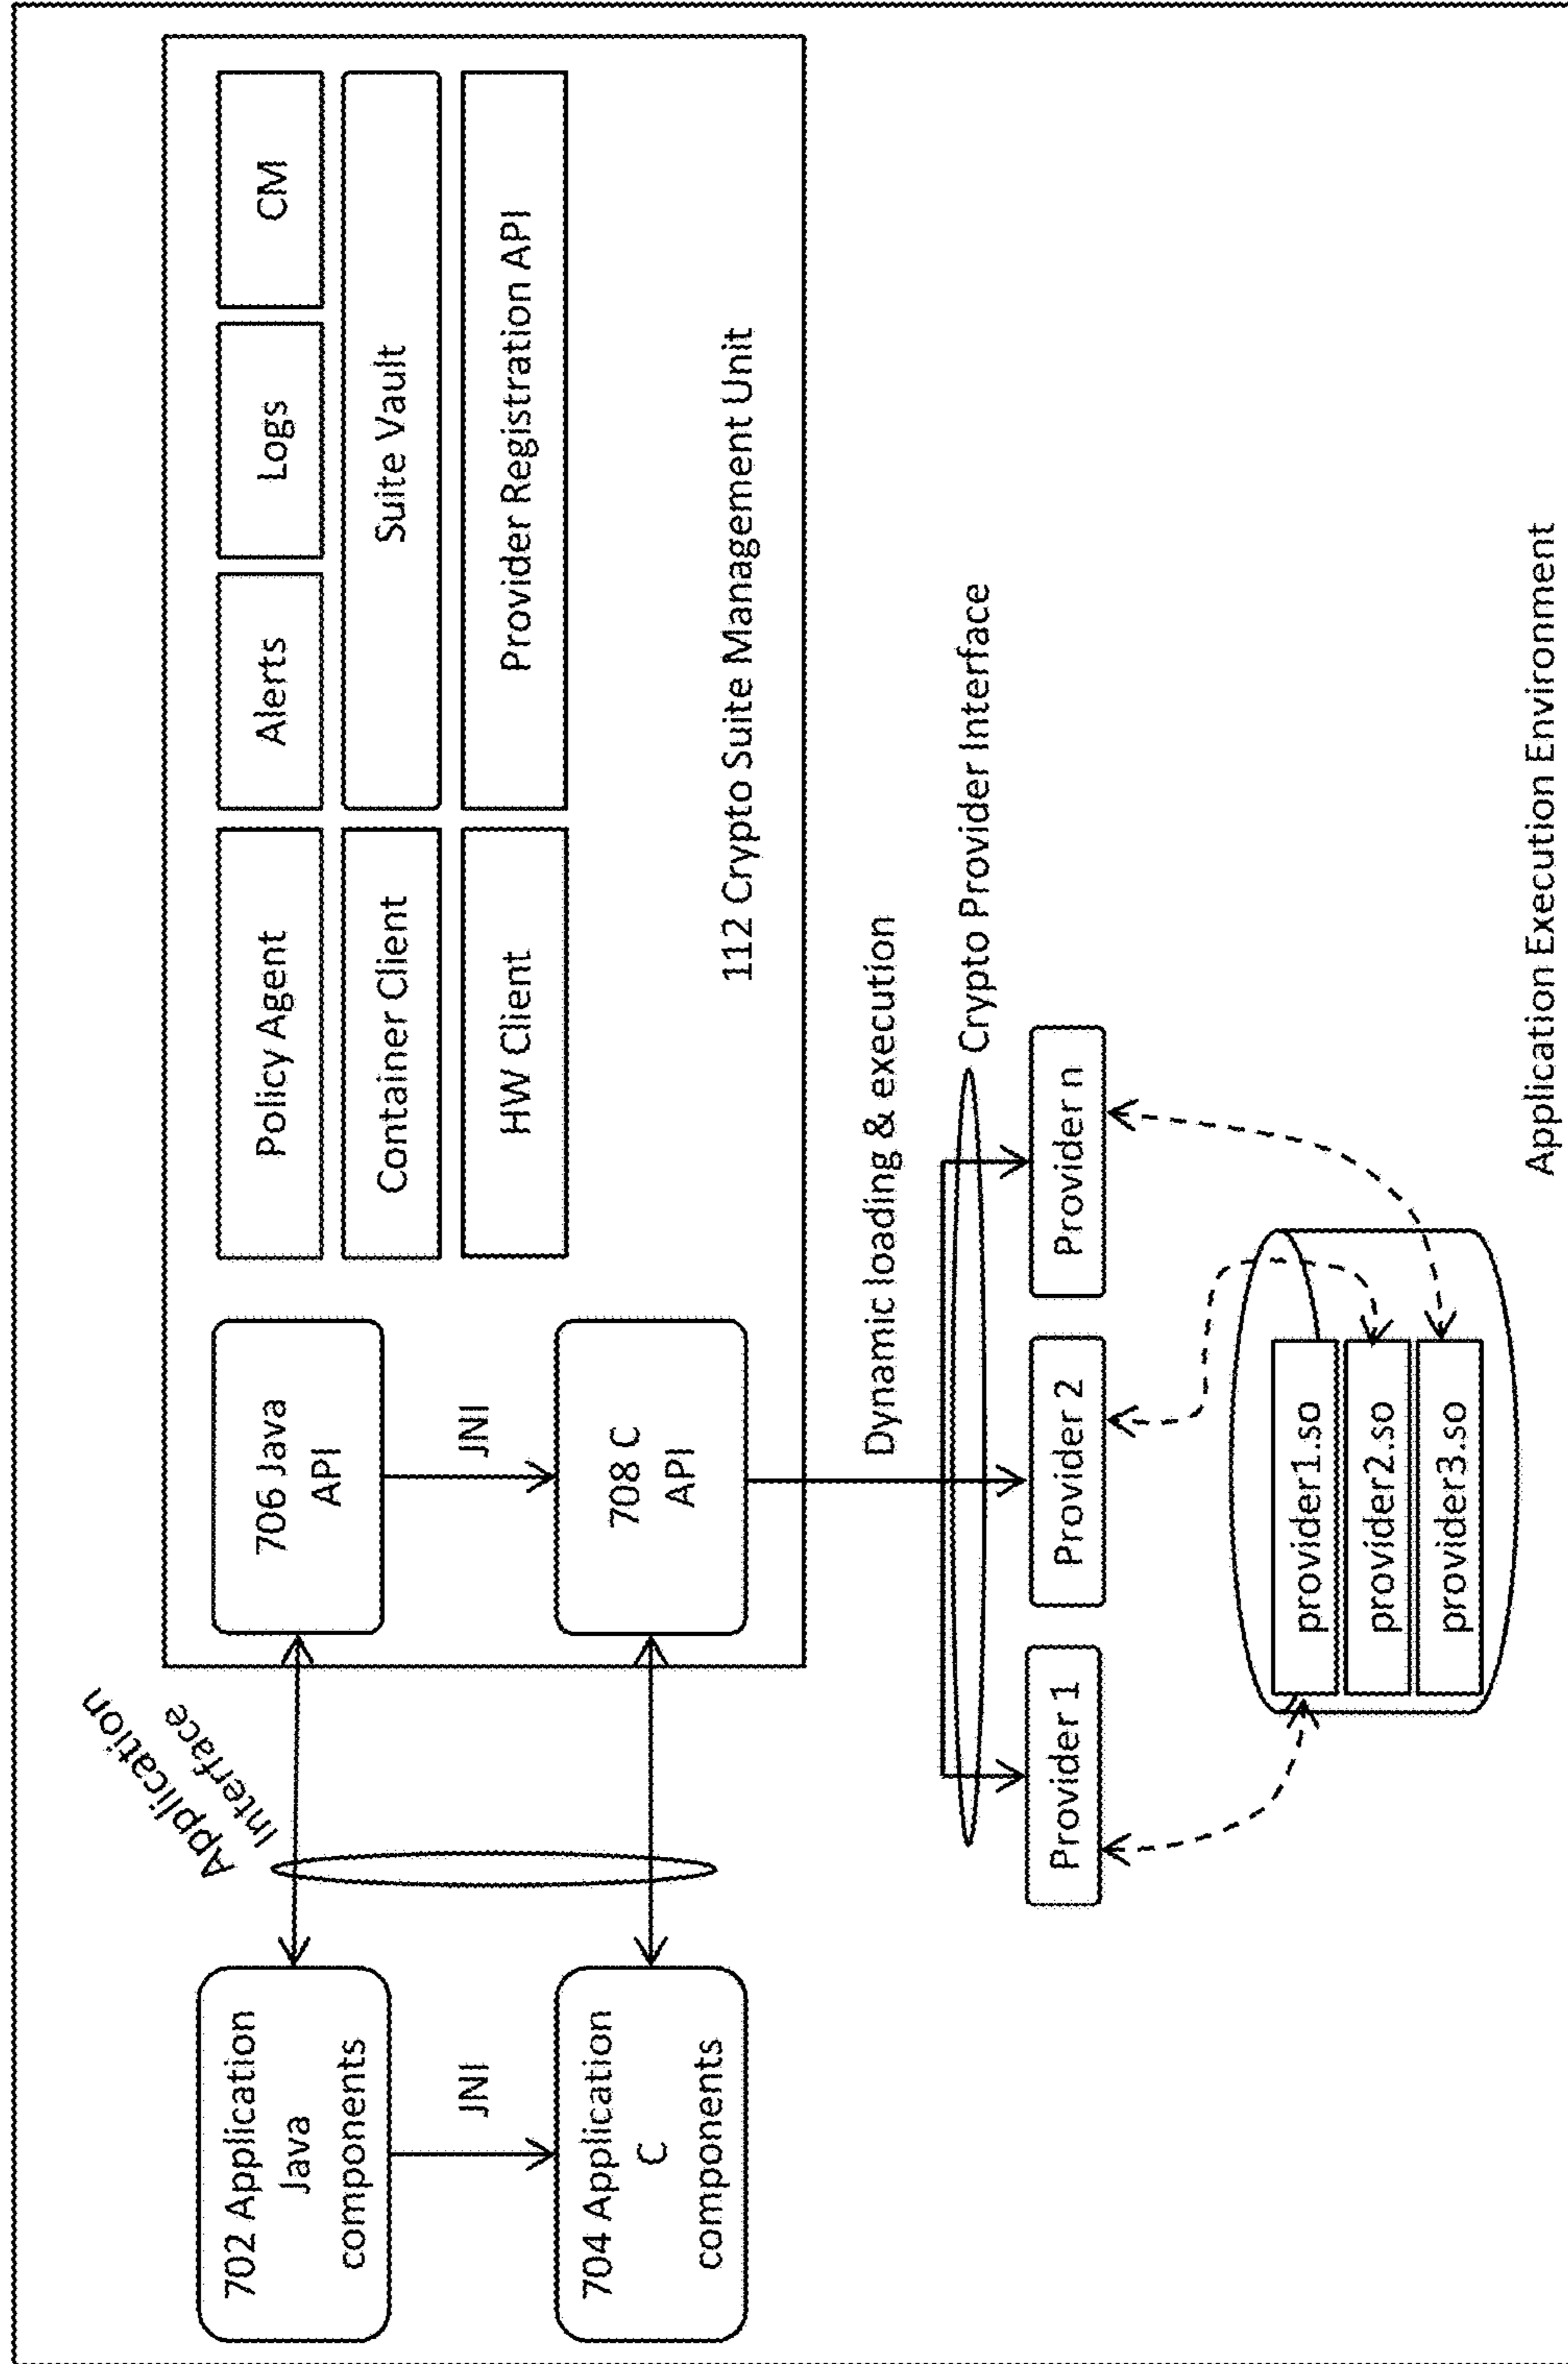 702 Application
Java
components
JNI
704 Application
C
components
Application
Interface
706 Java
API
JNI
708 C
API
Policy Agent
Alerts
Logs
CM
Container Client
Suite Vault
HW Client
Provider Registration API
112 Crypto Suite Management Unit
Dynamic loading & execution
Crypto Provider Interface
Provider 1
Provider 2
Provider n
provider1.so
provider2.so
provider3.so
Application Execution Environment